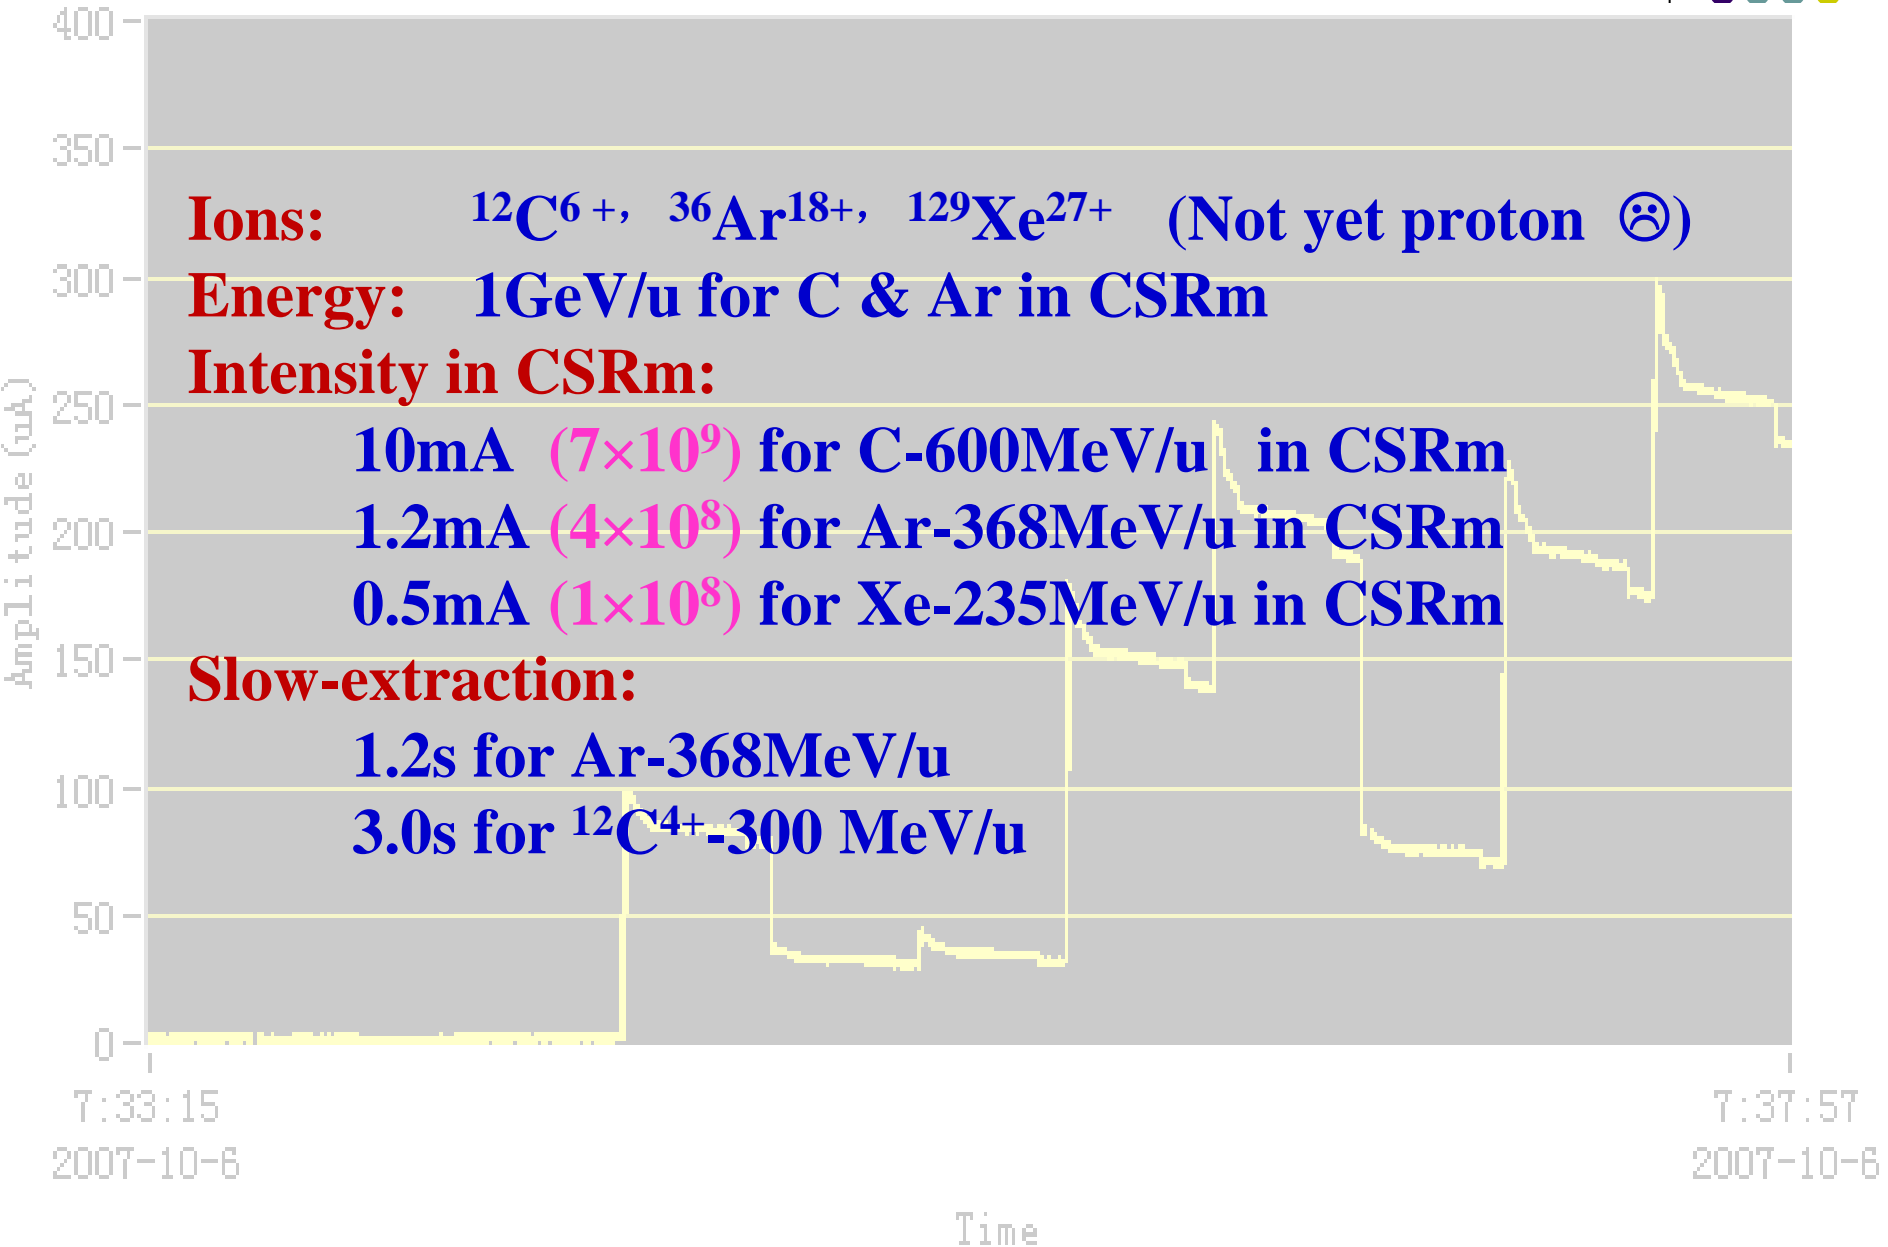 400
350
Ions: ¹²C⁶ ⁺, ³⁶Ar¹⁸⁺, ¹²⁹Xe²⁷⁺ (Not yet proton ☹)
300
Energy: 1GeV/u for C & Ar in CSRm
Intensity in CSRm:
250
10mA (7×10⁹) for C-600MeV/u in CSRm
200
1.2mA (4×10⁸) for Ar-368MeV/u in CSRm
0.5mA (1×10⁸) for Xe-235MeV/u in CSRm
150
Slow-extraction:
1.2s for Ar-368MeV/u
100
3.0s for ¹²C⁴⁺-300 MeV/u
50
0
Amplitude(uA)
7:33:15 7:37:57
2007-10-6 2007-10-6
Time